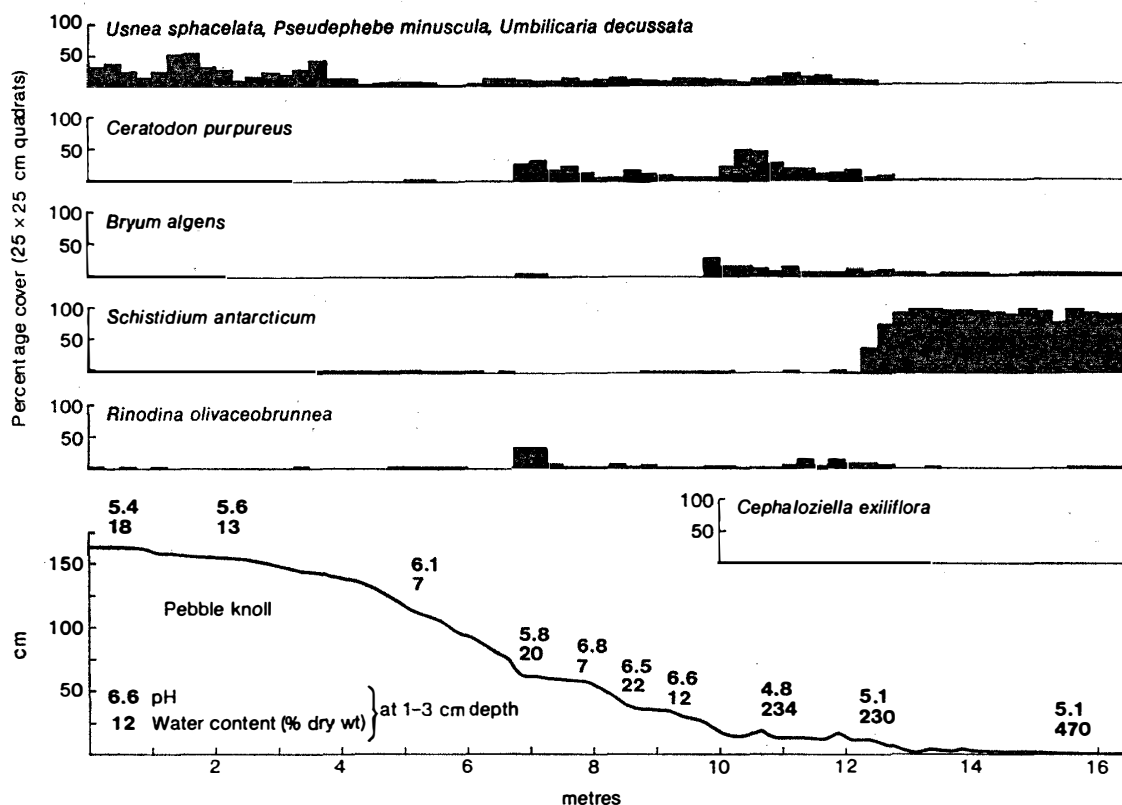 100
50
Usnea sphacelata, Pseudephebe minuscula, Umbilicaria decussata
Percentage cover (25 × 25 cm quadrats)
100
50
Ceratodon purpureus
100
50
Bryum algens
100
50
Schistidium antarcticum
100
50
Rinodina olivaceobrunnea
100
50
Cephaloziella exiliflora
cm
150
100
50
5.4
18
5.6
13
6.1
7
5.8
20
6.8
7
6.5
22
6.6
12
4.8
234
5.1
230
5.1
470
Pebble knoll
6.6 pH
12 Water content (% dry wt)
at 1–3 cm depth
2 4 6 8 10 12 14 16
metres